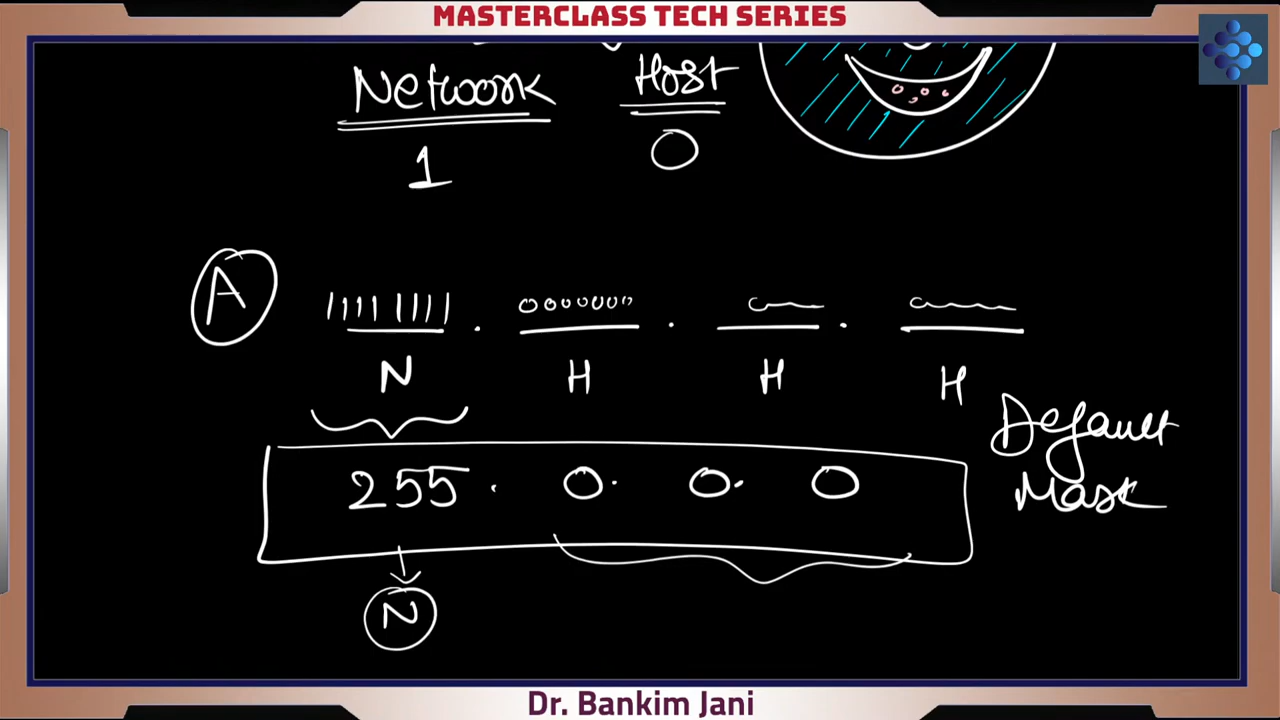 MASTERCLASS TECH SERIES
Network Host
1 0
A 11111111 . 00000000 . .
N H H H
Default
Mask
255 . 0 . 0 . 0
N
Dr. Bankim Jani